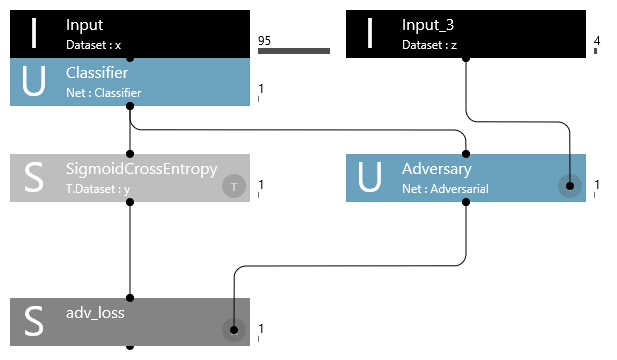 I
Input
Dataset : x
95
I
Input_3
Dataset : z
4
U
Classifier
Net : Classifier
1
S
SigmoidCrossEntropy
T.Dataset : y
T
1
U
Adversary
Net : Adversarial
1
S
adv_loss
1